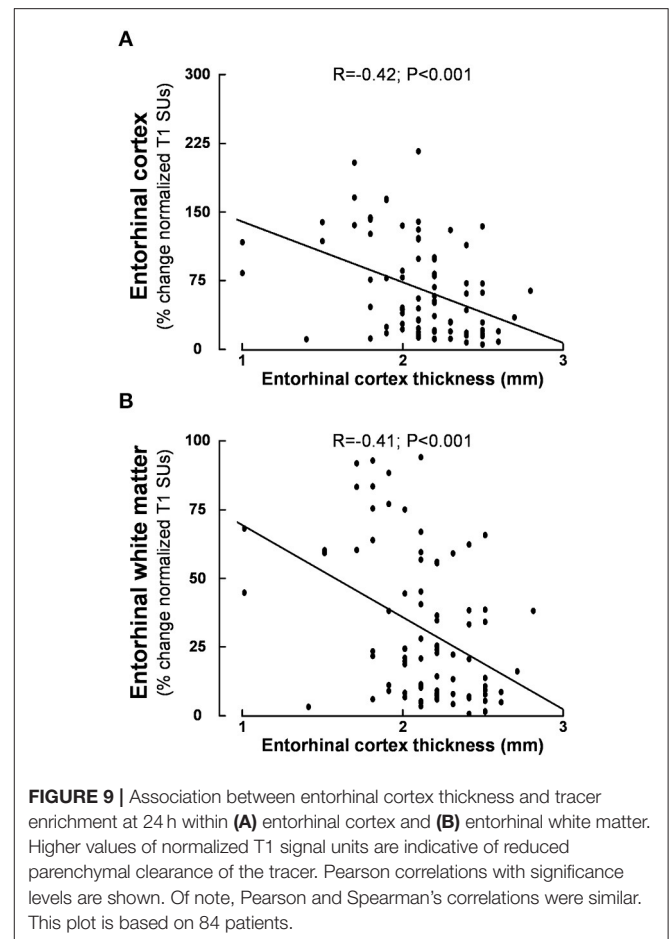 A
R=-0.42; P<0.001
Entorhinal cortex
(% change normalized T1 SUs)
300
225
150
75
0
1 2 3
Entorhinal cortex thickness (mm)
B
R=-0.41; P<0.001
Entorhinal white matter
(% change normalized T1 SUs)
100
75
50
25
0
1 2 3
Entorhinal cortex thickness (mm)
FIGURE 9 | Association between entorhinal cortex thickness and tracer
enrichment at 24 h within (A) entorhinal cortex and (B) entorhinal white matter.
Higher values of normalized T1 signal units are indicative of reduced
parenchymal clearance of the tracer. Pearson correlations with significance
levels are shown. Of note, Pearson and Spearman's correlations were similar.
This plot is based on 84 patients.